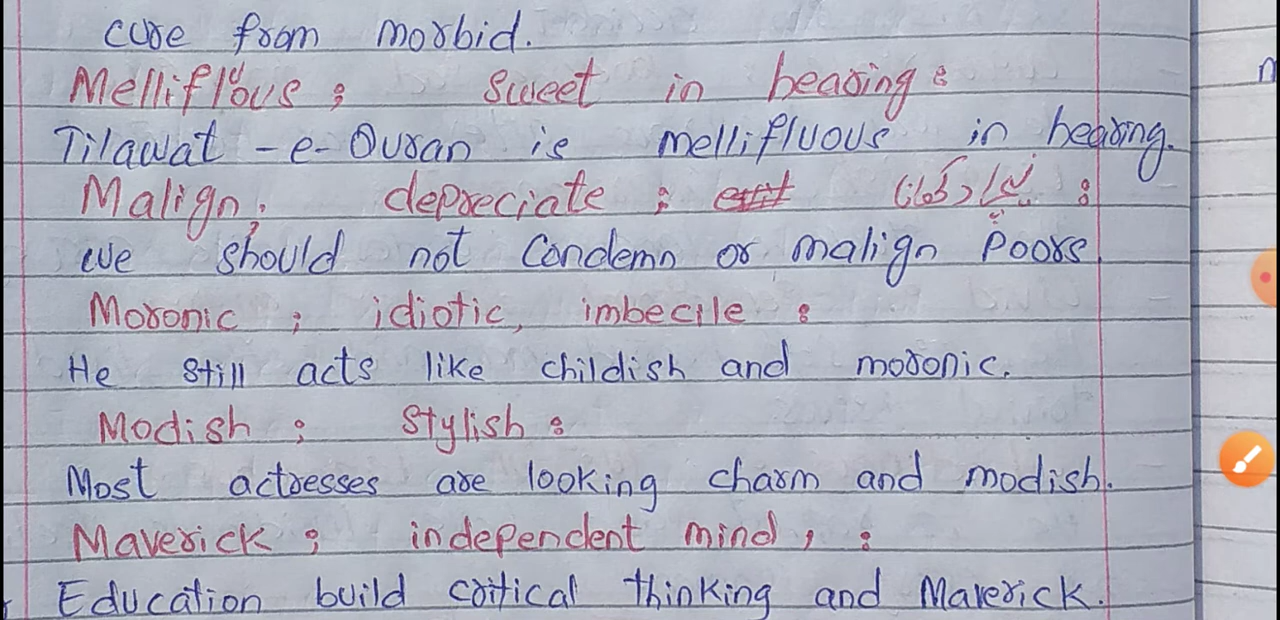 cure from morbid.
Mellifluous ; Sweet in hearing :
Tilawat-e-Quran is mellifluous in hearing.
Malign ; depreciate ; :
we should not Condemn or malign Poors
Moronic ; idiotic, imbecile :
He still acts like childish and moronic.
Modish ; Stylish :
Most actresses are looking charm and modish.
Maverick ; independent mind, :
Education build critical thinking and Maverick.